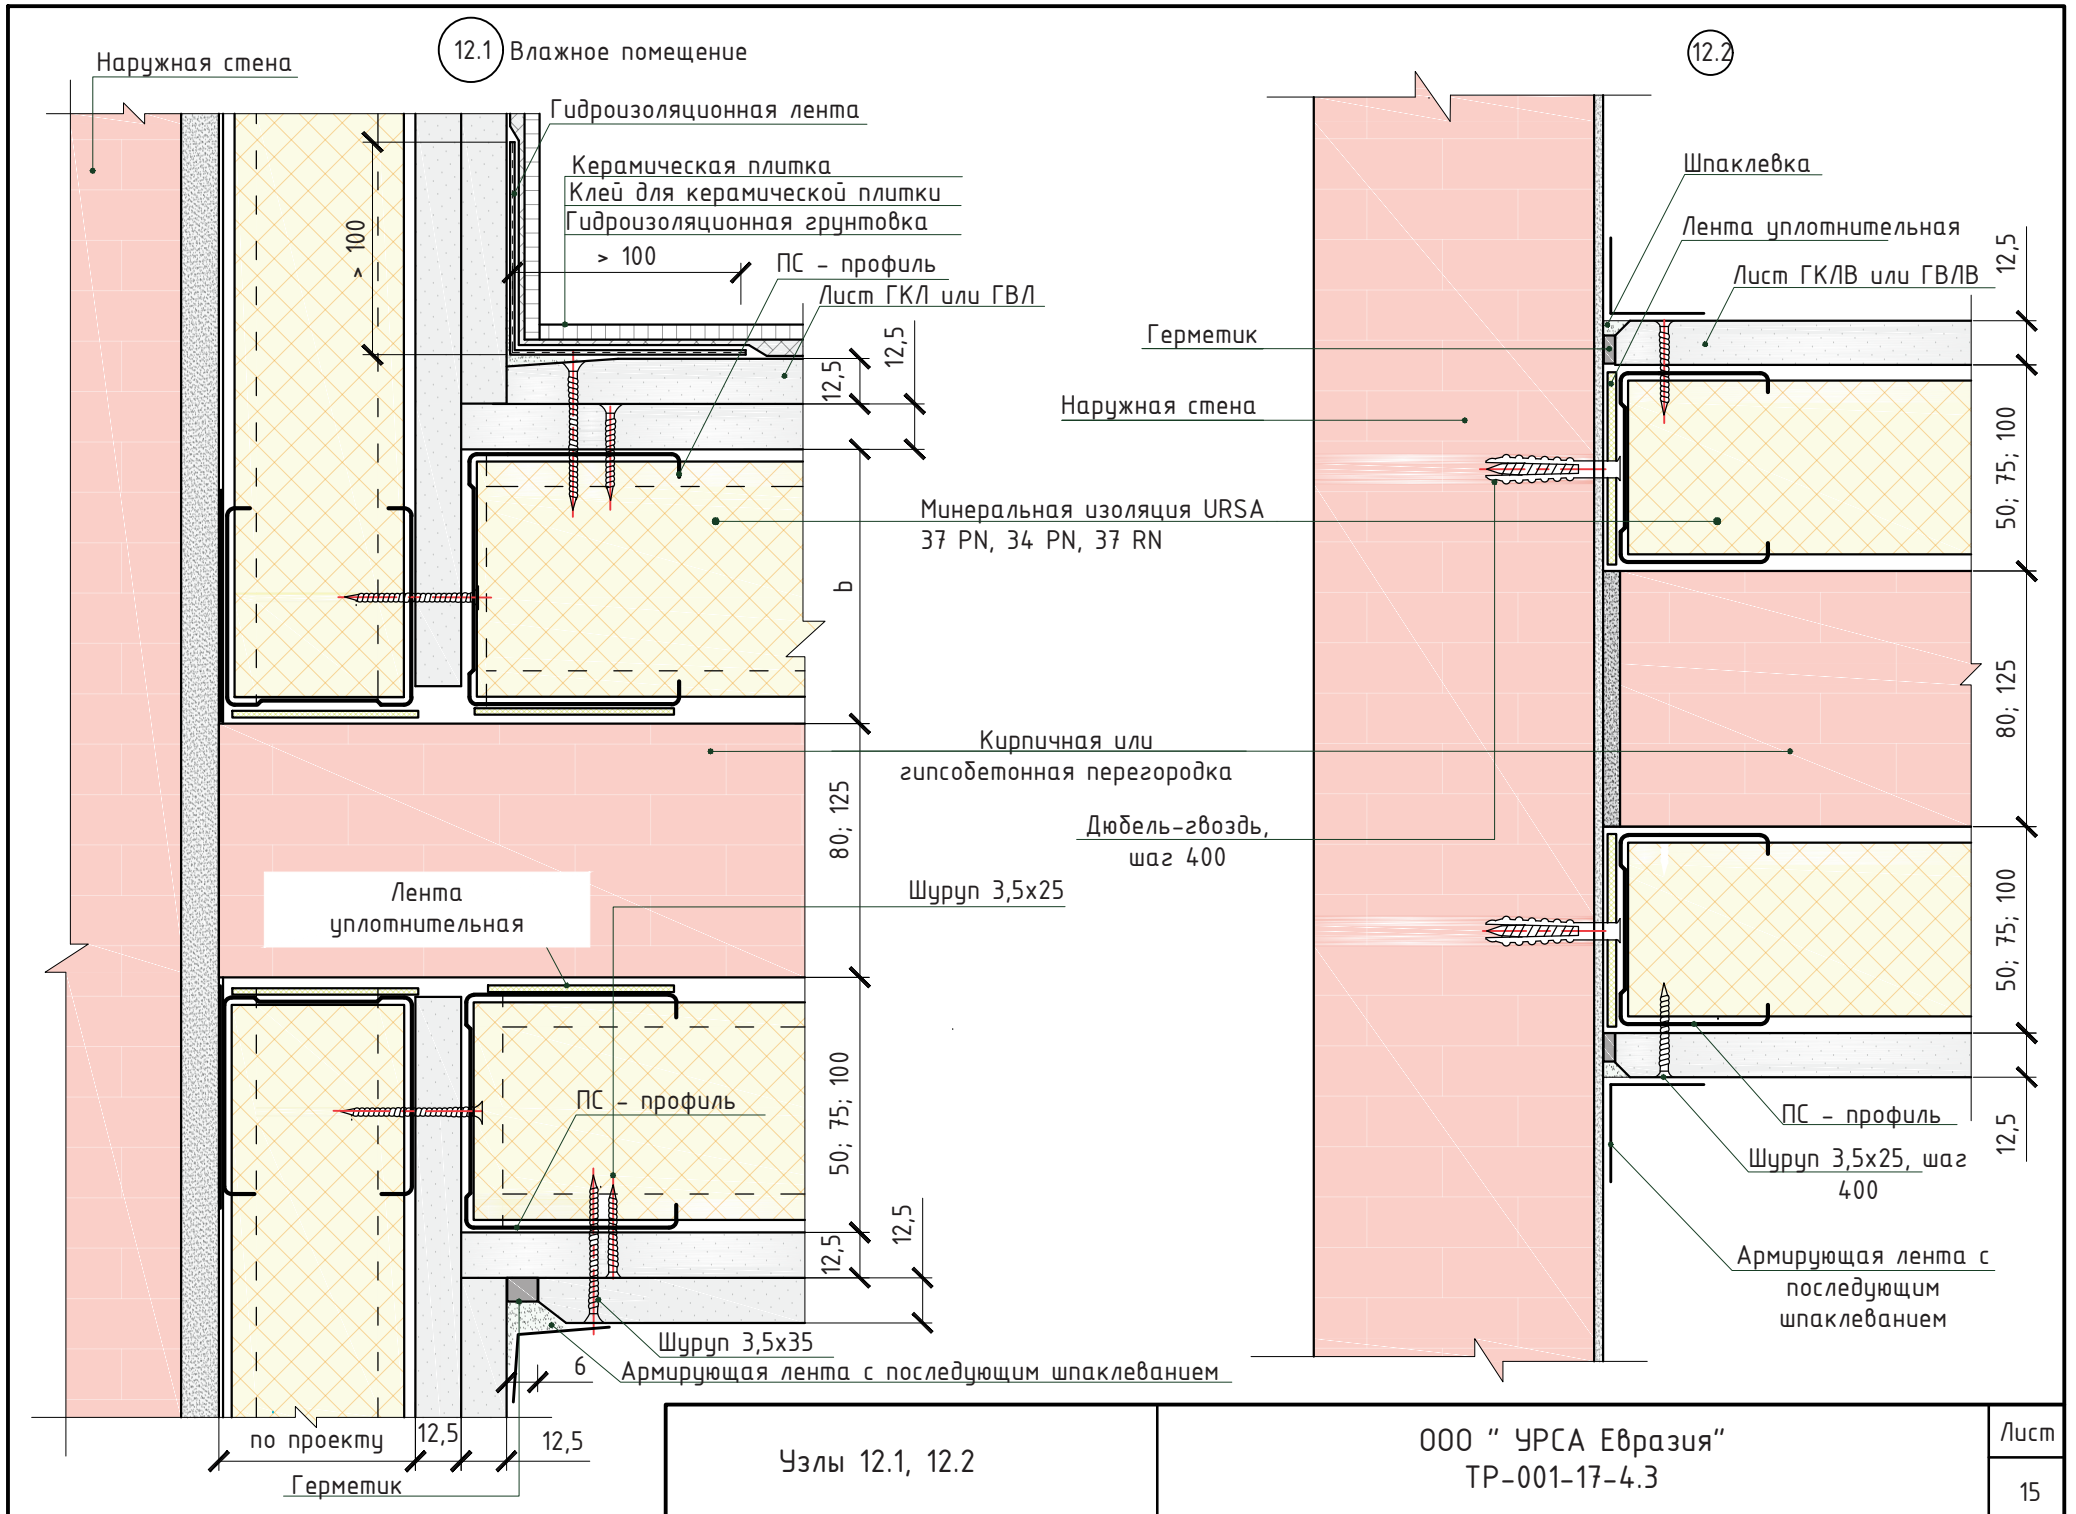 12.1
Влажное помещение
Наружная стена
Гидроизоляционная лента
Керамическая плитка
Клей для керамической плитки
Гидроизоляционная грунтовка
> 100
> 100
ПС - профиль
Лист ГКЛ или ГВЛ
12,5
12,5
Минеральная изоляция URSA
37 PN, 34 PN, 37 RN
b
Кирпичная или
гипсобетонная перегородка
80; 125
Дюбель-гвоздь,
шаг 400
Лента
уплотнительная
Шуруп 3,5х25
ПС - профиль
50; 75; 100
12,5
12,5
Шуруп 3,5х35
6
Армирующая лента с последующим шпаклеванием
по проекту
12,5
12,5
Герметик
12.2
Шпаклевка
Лента уплотнительная
Лист ГКЛВ или ГВЛВ
12,5
Герметик
Наружная стена
50; 75; 100
80; 125
50; 75; 100
ПС - профиль
12,5
Шуруп 3,5х25, шаг
400
Армирующая лента с
последующим
шпаклеванием
Узлы 12.1, 12.2
ООО " УРСА Евразия"
ТР-001-17-4.3
Лист
15